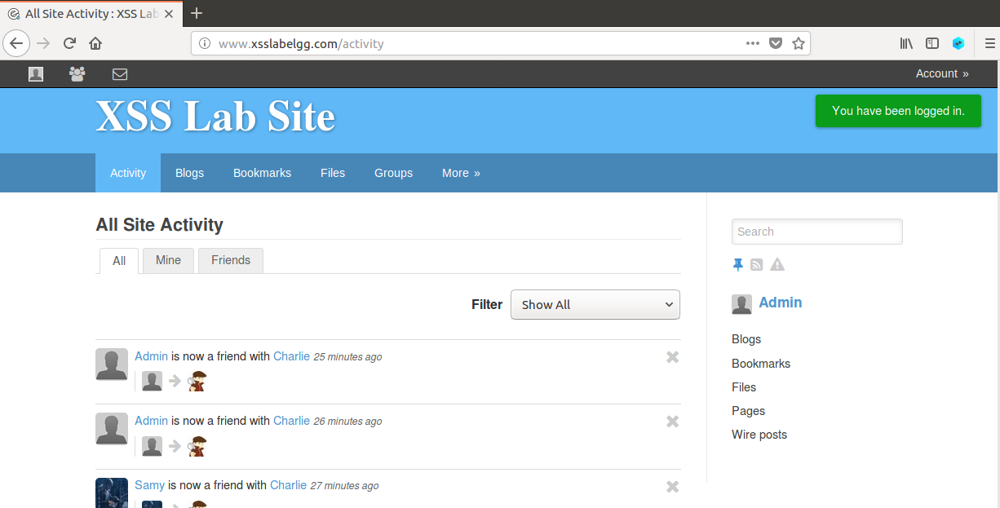 All Site Activity : XSS Lab
www.xsslabelgg.com/activity
Account »
XSS Lab Site
You have been logged in.
Activity Blogs Bookmarks Files Groups More »
All Site Activity
Search
All Mine Friends
Filter Show All
Admin
Admin is now a friend with Charlie 25 minutes ago
Admin is now a friend with Charlie 26 minutes ago
Samy is now a friend with Charlie 27 minutes ago
Blogs
Bookmarks
Files
Pages
Wire posts